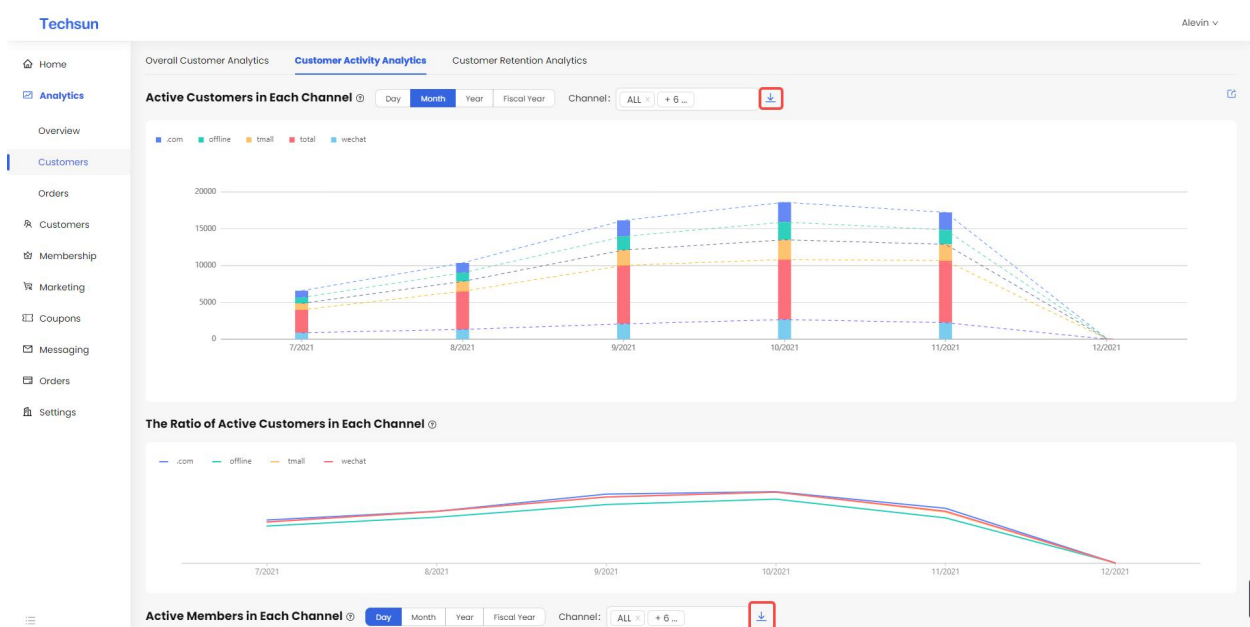 Techsun
Alevin
Home
Analytics
Overview
Customers
Orders
Customers
Membership
Marketing
Coupons
Messaging
Orders
Settings
Overall Customer Analytics Customer Activity Analytics Customer Retention Analytics
Active Customers in Each Channel Day Month Year Fiscal Year Channel: ALL × + 6 ...
.com offline tmall total wechat
20000
15000
10000
5000
0
7/2021 8/2021 9/2021 10/2021 11/2021 12/2021
The Ratio of Active Customers in Each Channel
.com offline tmall wechat
7/2021 8/2021 9/2021 10/2021 11/2021 12/2021
Active Members in Each Channel Day Month Year Fiscal Year Channel: ALL × + 6 ...